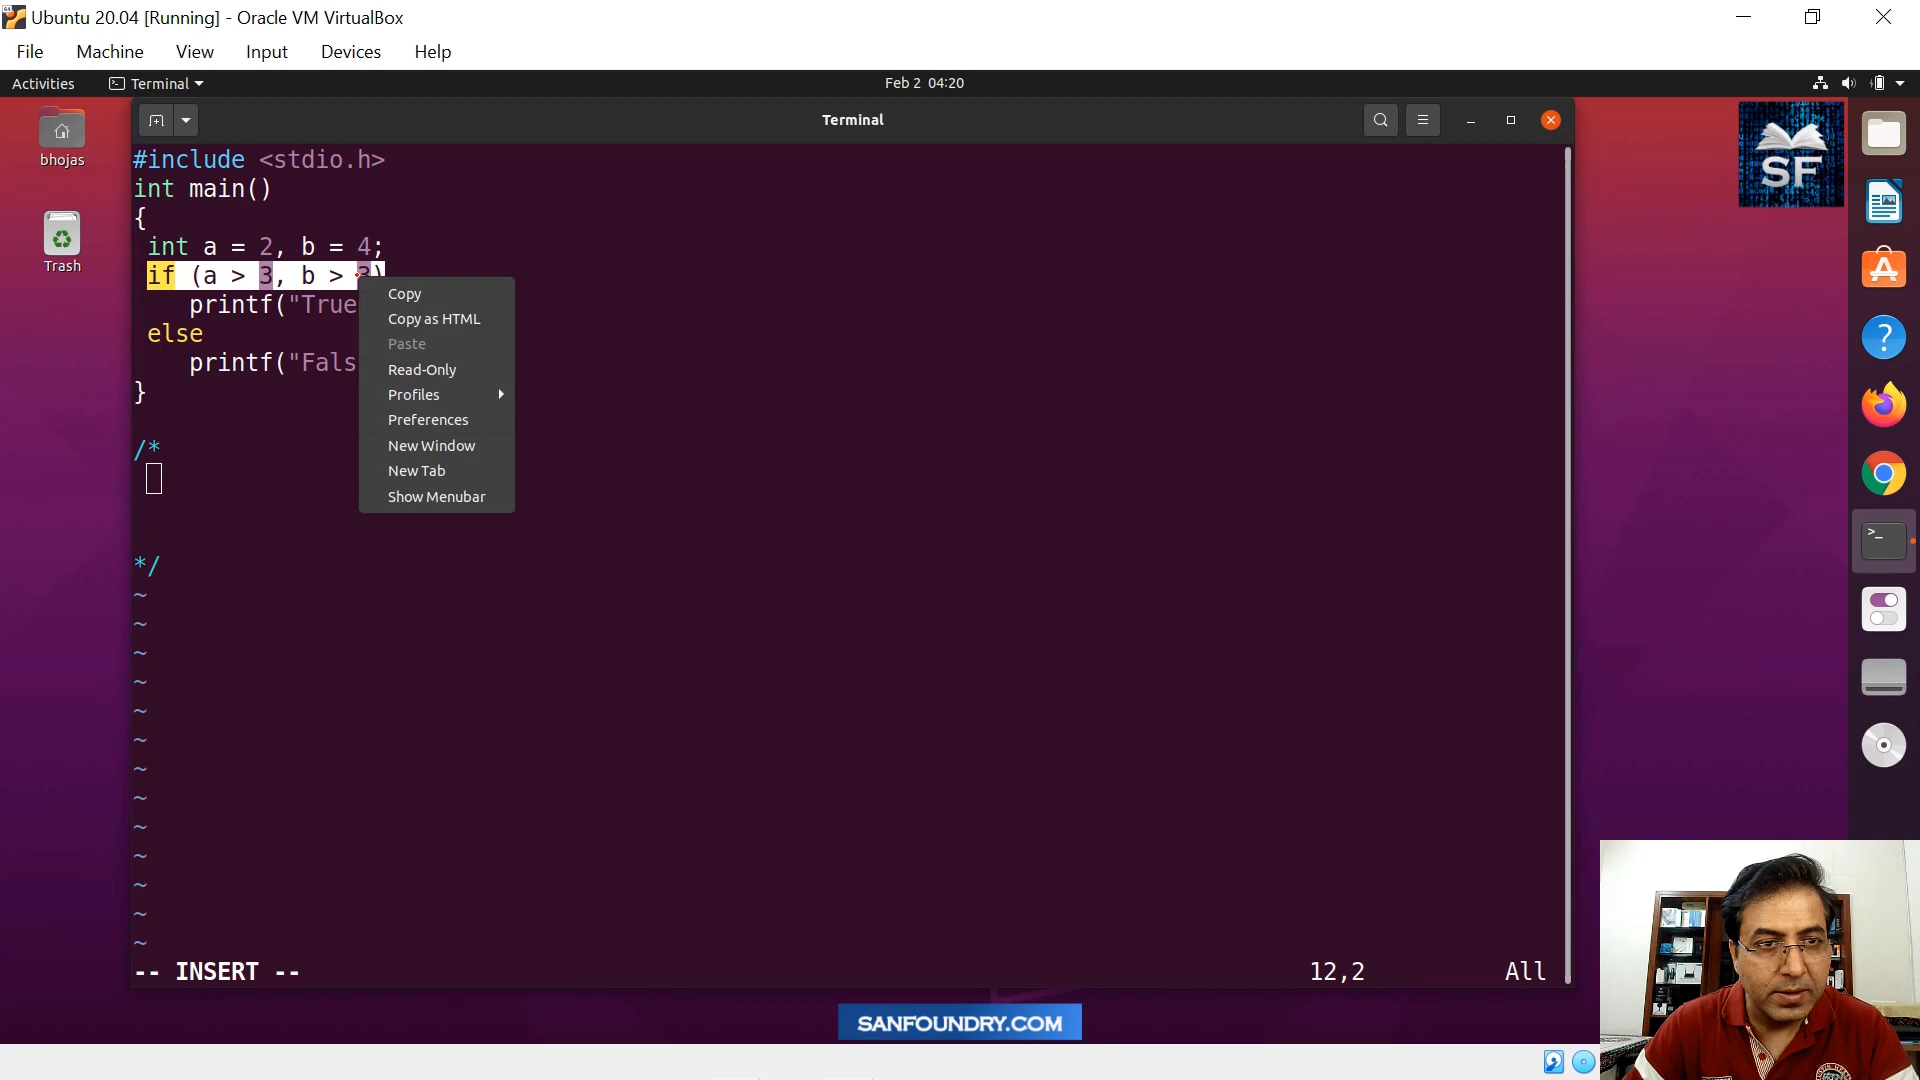 Ubuntu 20.04 [Running] - Oracle VM VirtualBox
File Machine View Input Devices Help
Activities Terminal Feb 2 04:20
bhojas
Trash
Terminal
SF
#include <stdio.h>
int main()
{
int a = 2, b = 4;
if (a > 3, b > 3)
printf("True
else
printf("Fals
}
/*
*/
~
~
~
~
~
~
~
~
~
~
~
~
~
-- INSERT -- 12,2 All
Copy
Copy as HTML
Paste
Read-Only
Profiles
Preferences
New Window
New Tab
Show Menubar
SANFOUNDRY.COM